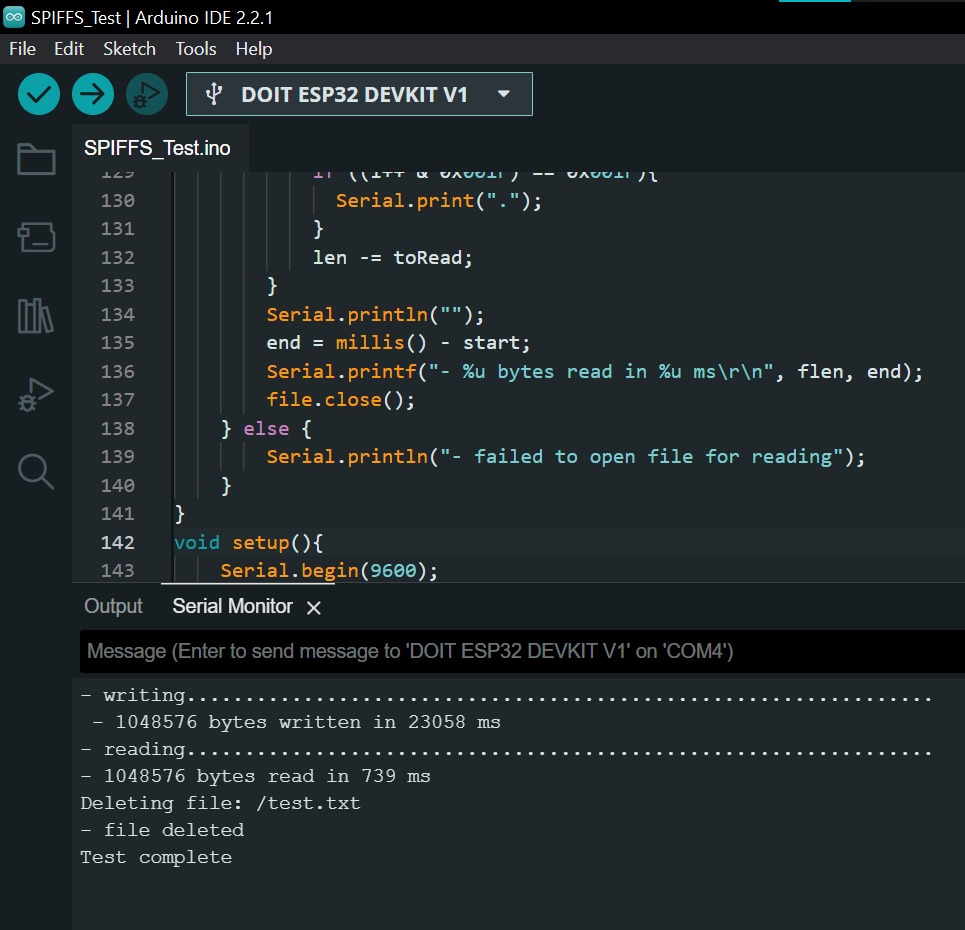 SPIFFS_Test | Arduino IDE 2.2.1
File Edit Sketch Tools Help
DOIT ESP32 DEVKIT V1
SPIFFS_Test.ino
129 if ((i++ & 0x001F) == 0x001F){
130 Serial.print(".");
131 }
132 len -= toRead;
133 }
134 Serial.println("");
135 end = millis() - start;
136 Serial.printf("- %u bytes read in %u ms\r\n", flen, end);
137 file.close();
138 } else {
139 Serial.println("- failed to open file for reading");
140 }
141 }
142 void setup(){
143 Serial.begin(9600);
Output Serial Monitor
Message (Enter to send message to 'DOIT ESP32 DEVKIT V1' on 'COM4')
- writing................................................................
- 1048576 bytes written in 23058 ms
- reading................................................................
- 1048576 bytes read in 739 ms
Deleting file: /test.txt
- file deleted
Test complete